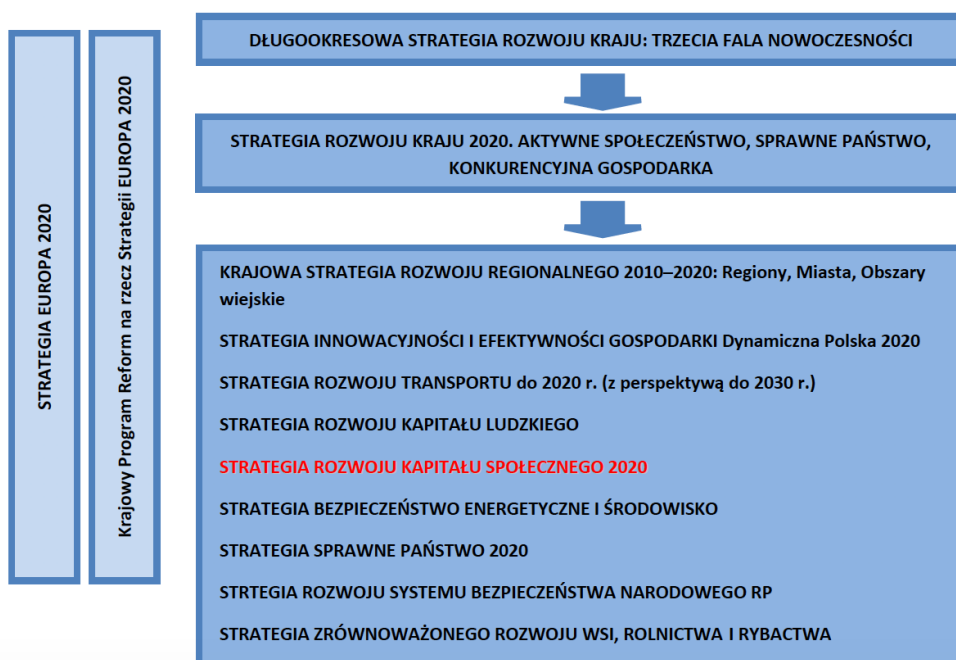 STRATEGIA EUROPA 2020
Krajowy Program Reform na rzecz Strategii EUROPA 2020
DŁUGOOKRESOWA STRATEGIA ROZWOJU KRAJU: TRZECIA FALA NOWOCZESNOŚCI
STRATEGIA ROZWOJU KRAJU 2020. AKTYWNE SPOŁECZEŃSTWO, SPRAWNE PAŃSTWO,
KONKURENCYJNA GOSPODARKA
KRAJOWA STRATEGIA ROZWOJU REGIONALNEGO 2010–2020: Regiony, Miasta, Obszary
wiejskie
STRATEGIA INNOWACYJNOŚCI I EFEKTYWNOŚCI GOSPODARKI Dynamiczna Polska 2020
STRATEGIA ROZWOJU TRANSPORTU do 2020 r. (z perspektywą do 2030 r.)
STRATEGIA ROZWOJU KAPITAŁU LUDZKIEGO
STRATEGIA ROZWOJU KAPITAŁU SPOŁECZNEGO 2020
STRATEGIA BEZPIECZEŃSTWO ENERGETYCZNE I ŚRODOWISKO
STRATEGIA SPRAWNE PAŃSTWO 2020
STRTEGIA ROZWOJU SYSTEMU BEZPIECZEŃSTWA NARODOWEGO RP
STRATEGIA ZRÓWNOWAŻONEGO ROZWOJU WSI, ROLNICTWA I RYBACTWA